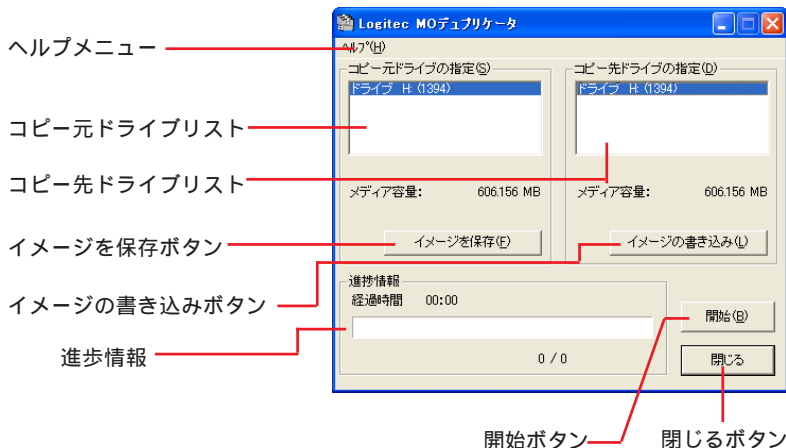 Logitec MOデュプリケータ
ヘルプ(H)
コピー元ドライブの指定(S)
ドライブ H: (1394)
メディア容量: 606.156 MB
イメージを保存(F)
コピー先ドライブの指定(D)
ドライブ H: (1394)
メディア容量: 606.156 MB
イメージの書き込み(L)
進捗情報
経過時間 00:00
0 / 0
開始(B)
閉じる
ヘルプメニュー
コピー元ドライブリスト
コピー先ドライブリスト
イメージを保存ボタン
イメージの書き込みボタン
進歩情報
開始ボタン
閉じるボタン